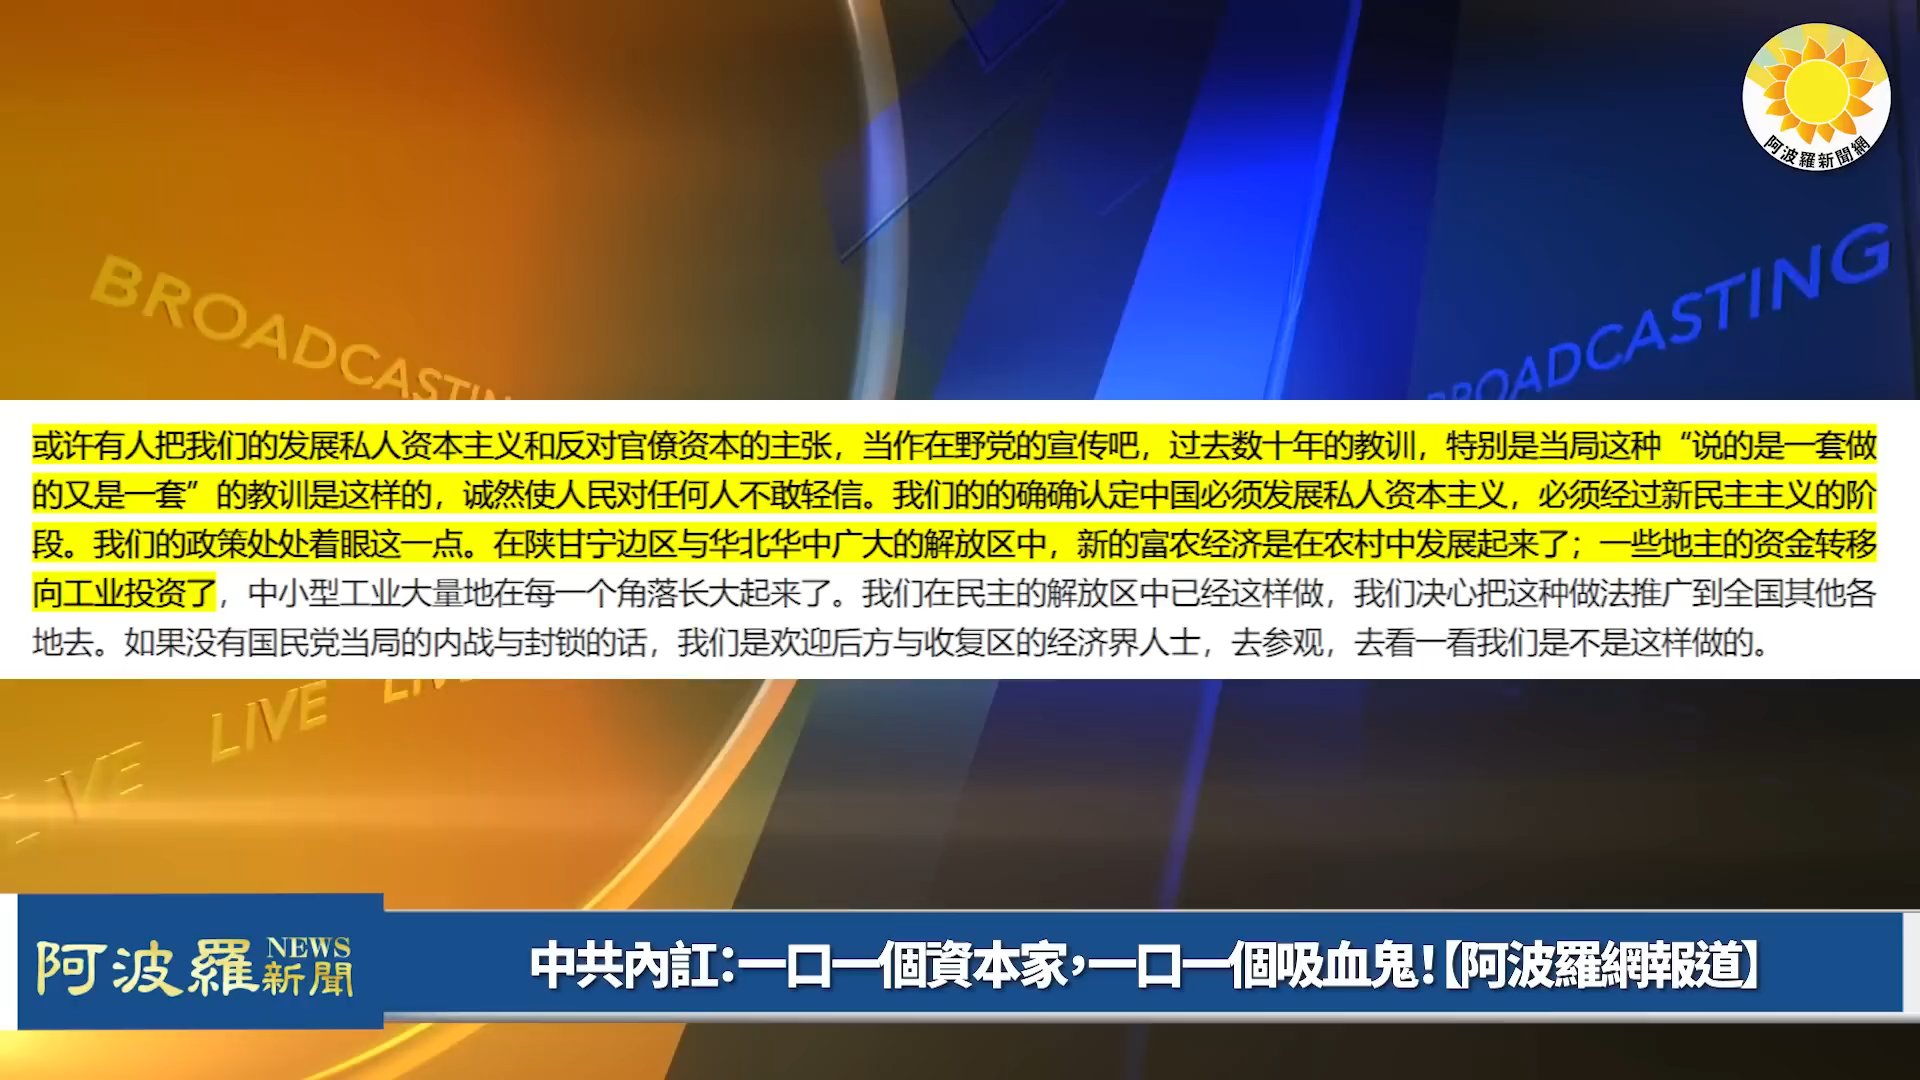 阿波羅新聞網
BROADCASTING
BROADCASTIN
或许有人把我们的发展私人资本主义和反对官僚资本的主张，当作在野党的宣传吧，过去数十年的教训，特别是当局这种“说的是一套做
的又是一套”的教训是这样的，诚然使人民对任何人不敢轻信。我们的的确确认定中国必须发展私人资本主义，必须经过新民主主义的阶
段。我们的政策处处着眼这一点。在陕甘宁边区与华北华中广大的解放区中，新的富农经济是在农村中发展起来了；一些地主的资金转移
向工业投资了，中小型工业大量地在每一个角落长大起来了。我们在民主的解放区中已经这样做，我们决心把这种做法推广到全国其他各
地去。如果没有国民党当局的内战与封锁的话，我们是欢迎后方与收复区的经济界人士，去参观，去看一看我们是不是这样做的。
LIVE
LIVE
LIVE
阿波羅新聞
NEWS
中共內訌：一口一個資本家，一口一個吸血鬼！【阿波羅網報道】